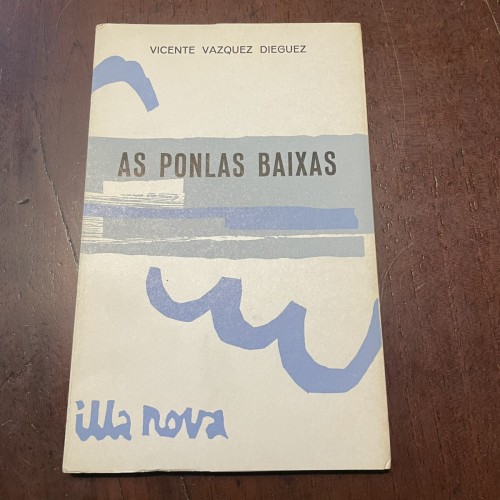 VICENTE VAZQUEZ DIEGUEZ
AS PONLAS BAIXAS
illa nova